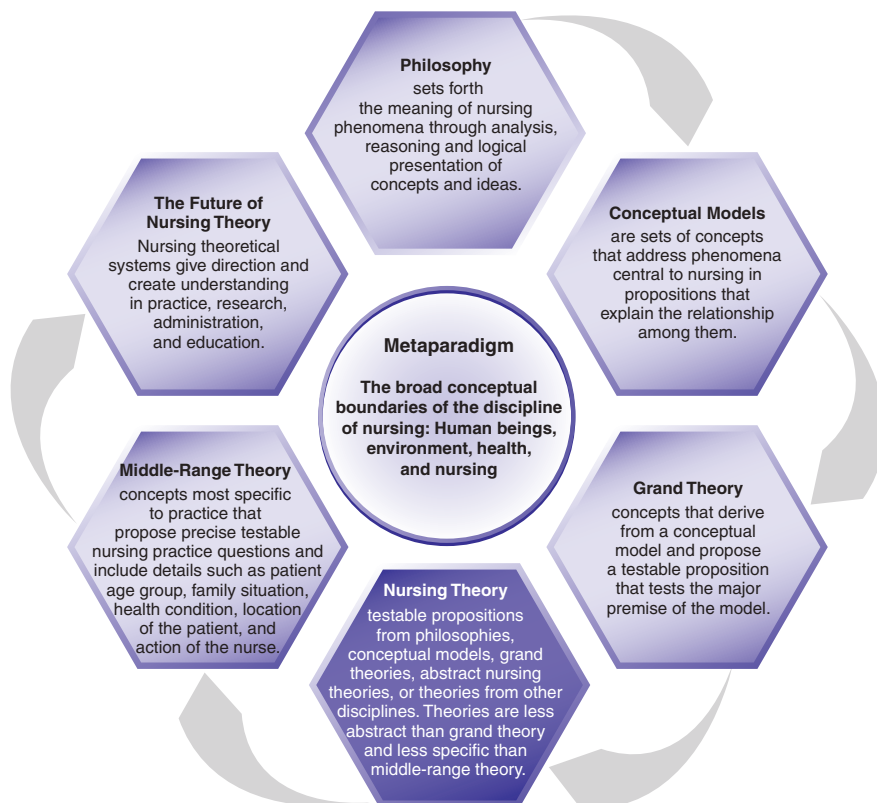 Philosophy
sets forth
the meaning of nursing
phenomena through analysis,
reasoning and logical
presentation of
concepts and ideas.
Conceptual Models
are sets of concepts
that address phenomena
central to nursing in
propositions that
explain the relationship
among them.
Grand Theory
concepts that derive
from a conceptual
model and propose
a testable proposition
that tests the major
premise of the model.
Nursing Theory
testable propositions
from philosophies,
conceptual models, grand
theories, abstract nursing
theories, or theories from other
disciplines. Theories are less
abstract than grand theory
and less specific than
middle-range theory.
Middle-Range Theory
concepts most specific
to practice that
propose precise testable
nursing practice questions and
include details such as patient
age group, family situation,
health condition, location
of the patient, and
action of the nurse.
The Future of
Nursing Theory
Nursing theoretical
systems give direction and
create understanding
in practice, research,
administration,
and education.
Metaparadigm
The broad conceptual
boundaries of the discipline
of nursing: Human beings,
environment, health,
and nursing